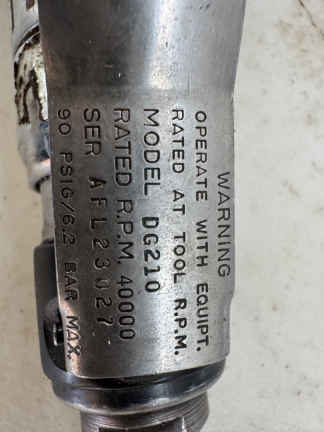 WARNING
OPERATE WITH EQUIPT.
RATED AT TOOL R.P.M.
MODEL DG210
RATED R.P.M. 40000
SER AFL23027
90 PSIG/6.2 BAR MAX.